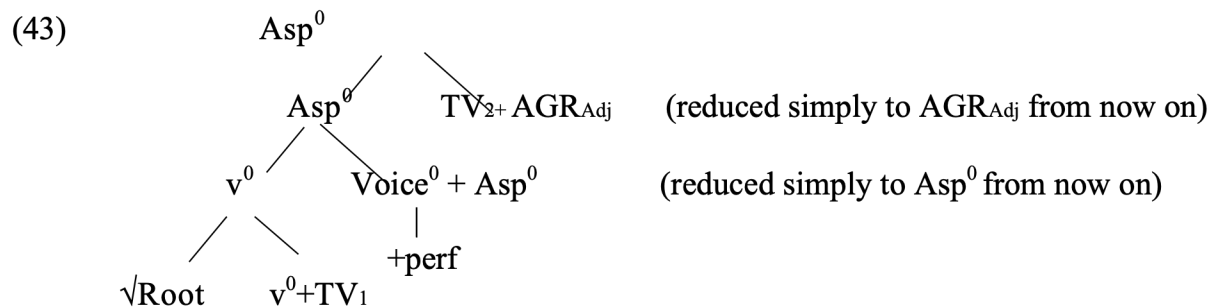 (43) Asp⁰
Asp⁰ TV₂+ AGRAdj (reduced simply to AGRAdj from now on)
v⁰ Voice⁰ + Asp⁰ (reduced simply to Asp⁰ from now on)
+perf
√Root v⁰+TV₁